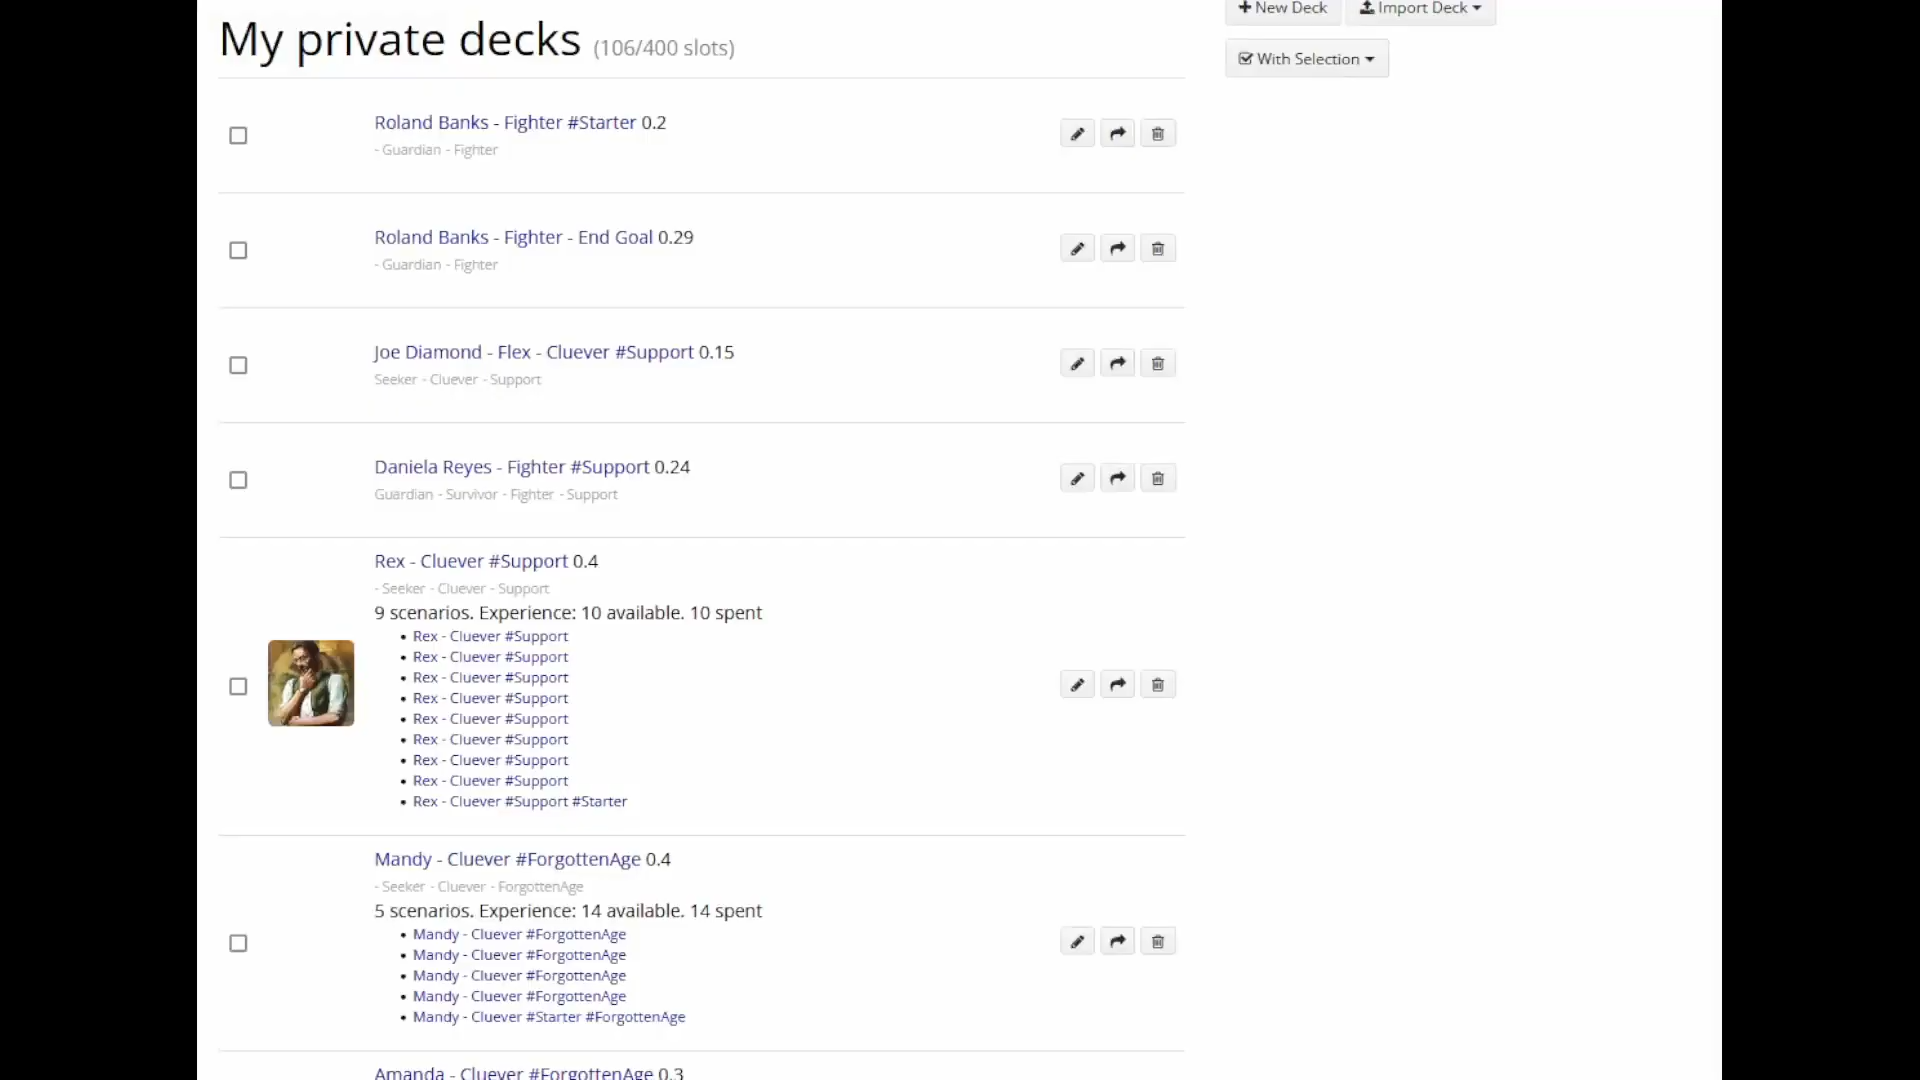 New Deck
Import Deck
My private decks (106/400 slots)
With Selection
Roland Banks - Fighter #Starter 0.2
- Guardian - Fighter
Roland Banks - Fighter - End Goal 0.29
- Guardian - Fighter
Joe Diamond - Flex - Cluever #Support 0.15
Seeker - Cluever - Support
Daniela Reyes - Fighter #Support 0.24
Guardian - Survivor - Fighter - Support
Rex - Cluever #Support 0.4
- Seeker - Cluever - Support
9 scenarios. Experience: 10 available. 10 spent
• Rex - Cluever #Support
• Rex - Cluever #Support
• Rex - Cluever #Support
• Rex - Cluever #Support
• Rex - Cluever #Support
• Rex - Cluever #Support
• Rex - Cluever #Support
• Rex - Cluever #Support
• Rex - Cluever #Support #Starter
Mandy - Cluever #ForgottenAge 0.4
- Seeker - Cluever - ForgottenAge
5 scenarios. Experience: 14 available. 14 spent
• Mandy - Cluever #ForgottenAge
• Mandy - Cluever #ForgottenAge
• Mandy - Cluever #ForgottenAge
• Mandy - Cluever #ForgottenAge
• Mandy - Cluever #Starter #ForgottenAge
Amanda - Cluever #ForgottenAge 0.3